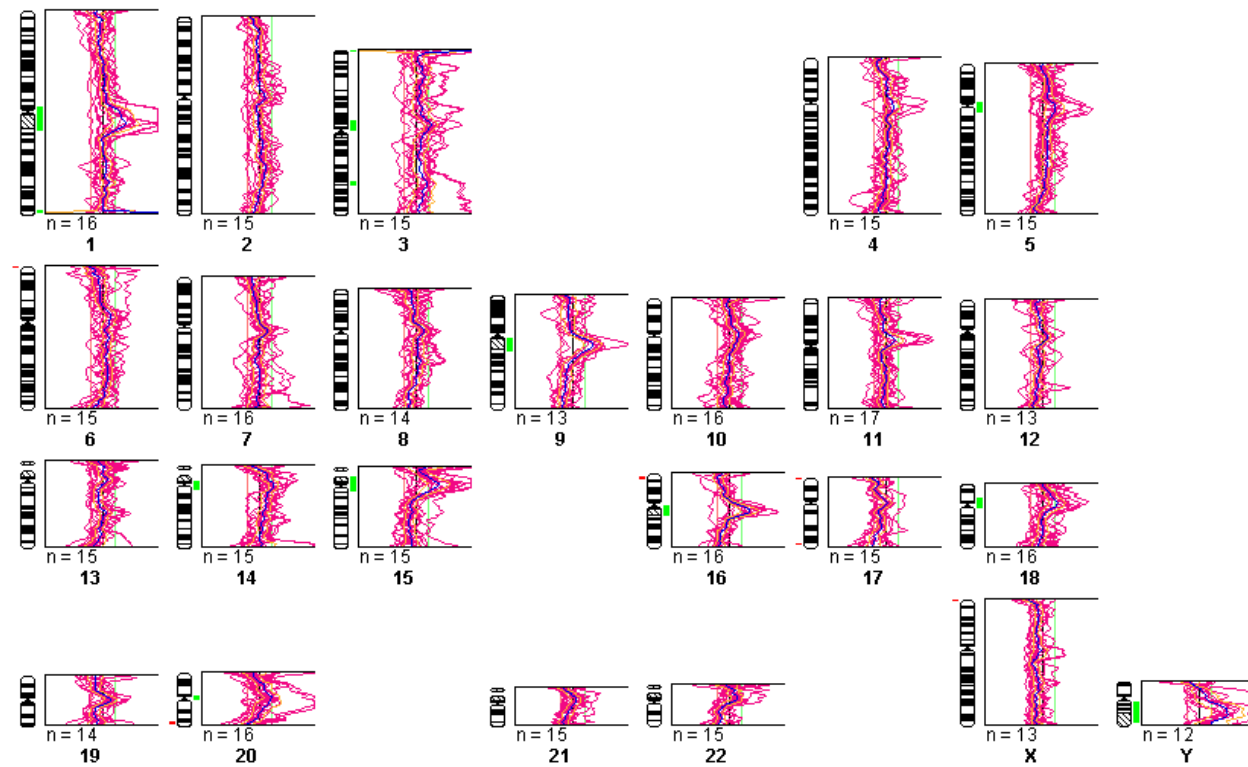 n = 16 n = 15 n = 15 n = 15 n = 15
1 2 3 4 5
n = 15 n = 16 n = 14 n = 13 n = 16 n = 17 n = 13
6 7 8 9 10 11 12
n = 15 n = 15 n = 15 n = 16 n = 15 n = 16
13 14 15 16 17 18
n = 14 n = 16 n = 15 n = 15 n = 13 n = 12
19 20 21 22 X Y